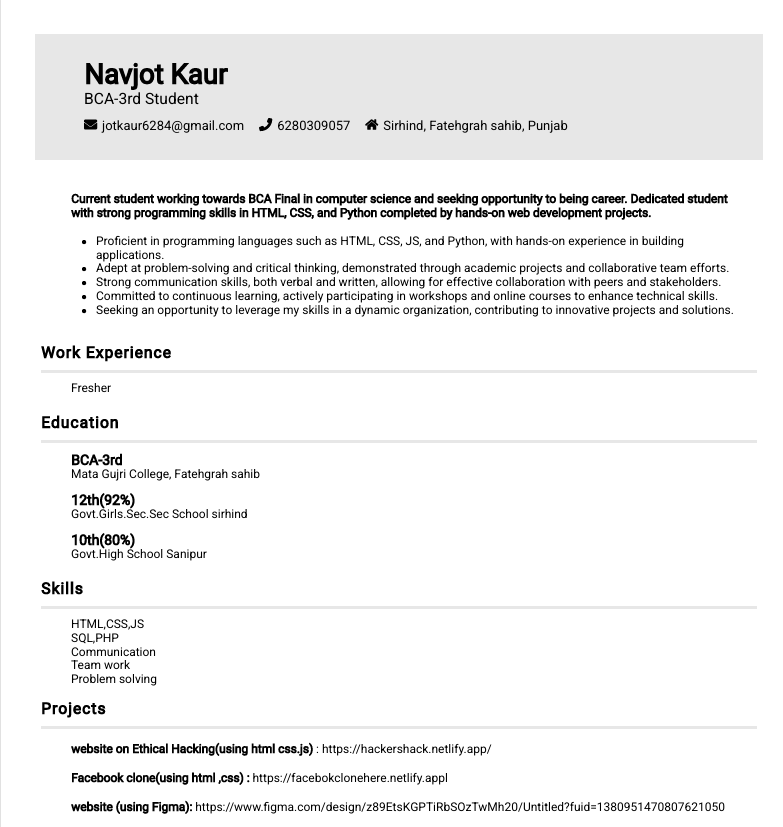 Navjot Kaur
BCA-3rd Student
jotkaur6284@gmail.com 6280309057 Sirhind, Fatehgrah sahib, Punjab
Current student working towards BCA Final in computer science and seeking opportunity to being career. Dedicated student
with strong programming skills in HTML, CSS, and Python completed by hands-on web development projects.
• Proficient in programming languages such as HTML, CSS, JS, and Python, with hands-on experience in building
applications.
• Adept at problem-solving and critical thinking, demonstrated through academic projects and collaborative team efforts.
• Strong communication skills, both verbal and written, allowing for effective collaboration with peers and stakeholders.
• Committed to continuous learning, actively participating in workshops and online courses to enhance technical skills.
• Seeking an opportunity to leverage my skills in a dynamic organization, contributing to innovative projects and solutions.
Work Experience
Fresher
Education
BCA-3rd
Mata Gujri College, Fatehgrah sahib
12th(92%)
Govt.Girls.Sec.Sec School sirhind
10th(80%)
Govt.High School Sanipur
Skills
HTML,CSS,JS
SQL,PHP
Communication
Team work
Problem solving
Projects
website on Ethical Hacking(using html css.js) : https://hackershack.netlify.app/
Facebook clone(using html ,css) : https://facebokclonehere.netlify.appl
website (using Figma): https://www.figma.com/design/z89EtsKGPTiRbSOzTwMh20/Untitled?fuid=1380951470807621050